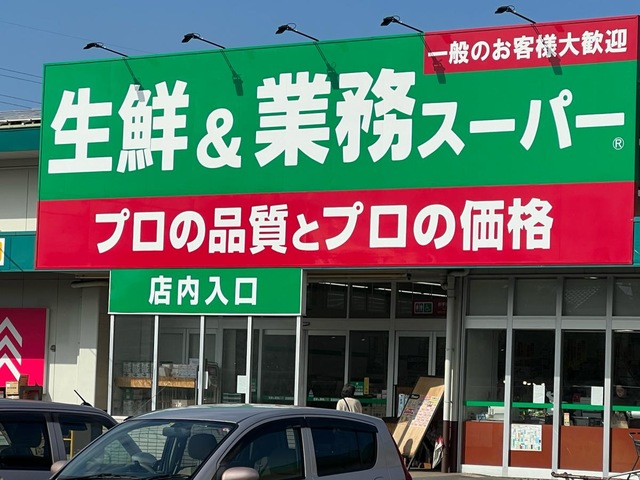 一般のお客様大歓迎
生鮮&業務スーパー®
プロの品質とプロの価格
店内入口